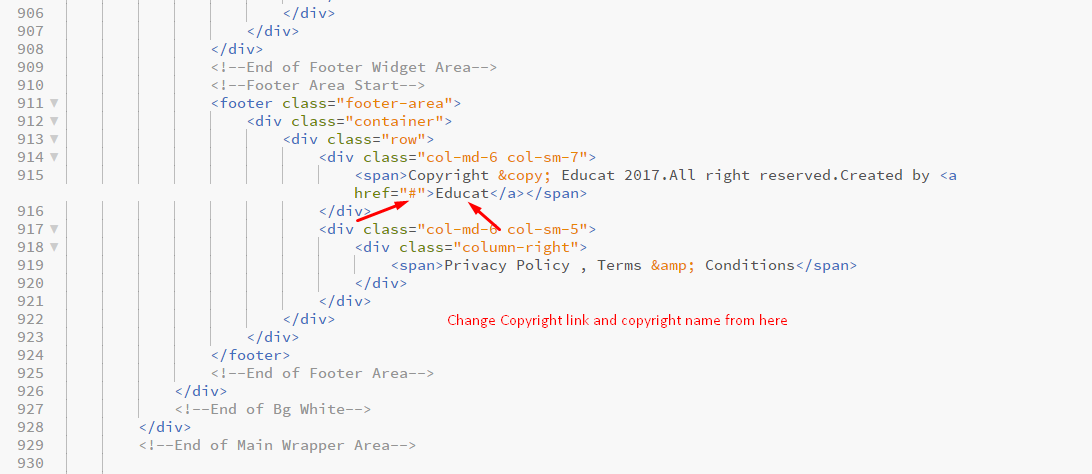 906 </div>
907 </div>
908 </div>
909 <!--End of Footer Widget Area-->
910 <!--Footer Area Start-->
911 <footer class="footer-area">
912 <div class="container">
913 <div class="row">
914 <div class="col-md-6 col-sm-7">
915 <span>Copyright &copy; Educat 2017.All right reserved.Created by <a
href="#">Educat</a></span>
916 </div>
917 <div class="col-md-6 col-sm-5">
918 <div class="column-right">
919 <span>Privacy Policy , Terms &amp; Conditions</span>
920 </div>
921 </div>
922 </div>
Change Copyright link and copyright name from here
923 </div>
924 </footer>
925 <!--End of Footer Area-->
926 </div>
927 <!--End of Bg White-->
928 </div>
929 <!--End of Main Wrapper Area-->
930